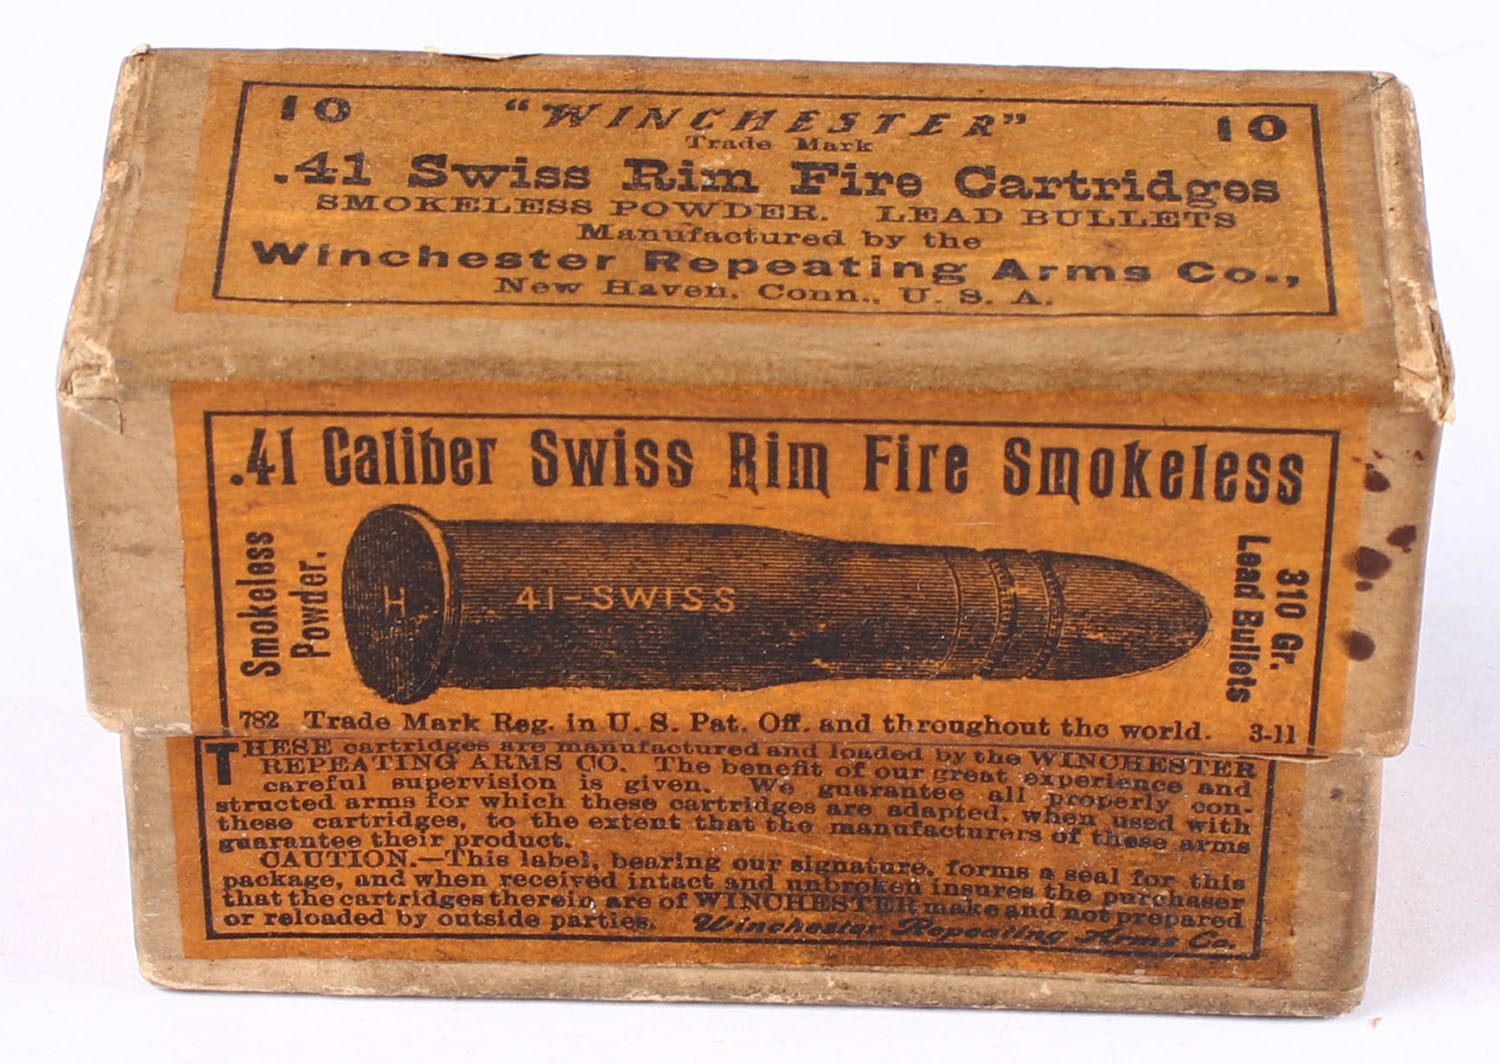 10 "WINCHESTER" 10
Trade Mark
.41 Swiss Rim Fire Cartridges
SMOKELESS POWDER. LEAD BULLETS
Manufactured by the
Winchester Repeating Arms Co.,
New Haven, Conn., U. S. A.
.41 Caliber Swiss Rim Fire Smokeless
Smokeless
Powder.
H
41-SWISS
310 Gr.
Lead Bullets
782 Trade Mark Reg. in U. S. Pat. Off. and throughout the world. 3-11
THESE cartridges are manufactured and loaded by the WINCHESTER
REPEATING ARMS CO. The benefit of our great experience and
careful supervision is given. We guarantee all properly con-
structed arms for which these cartridges are adapted, when used with
these cartridges, to the extent that the manufacturers of these arms
guarantee their product.
CAUTION.—This label, bearing our signature, forms a seal for this
package, and when received intact and unbroken insures the purchaser
that the cartridges therein are of WINCHESTER make and not prepared
or reloaded by outside parties. Winchester Repeating Arms Co.